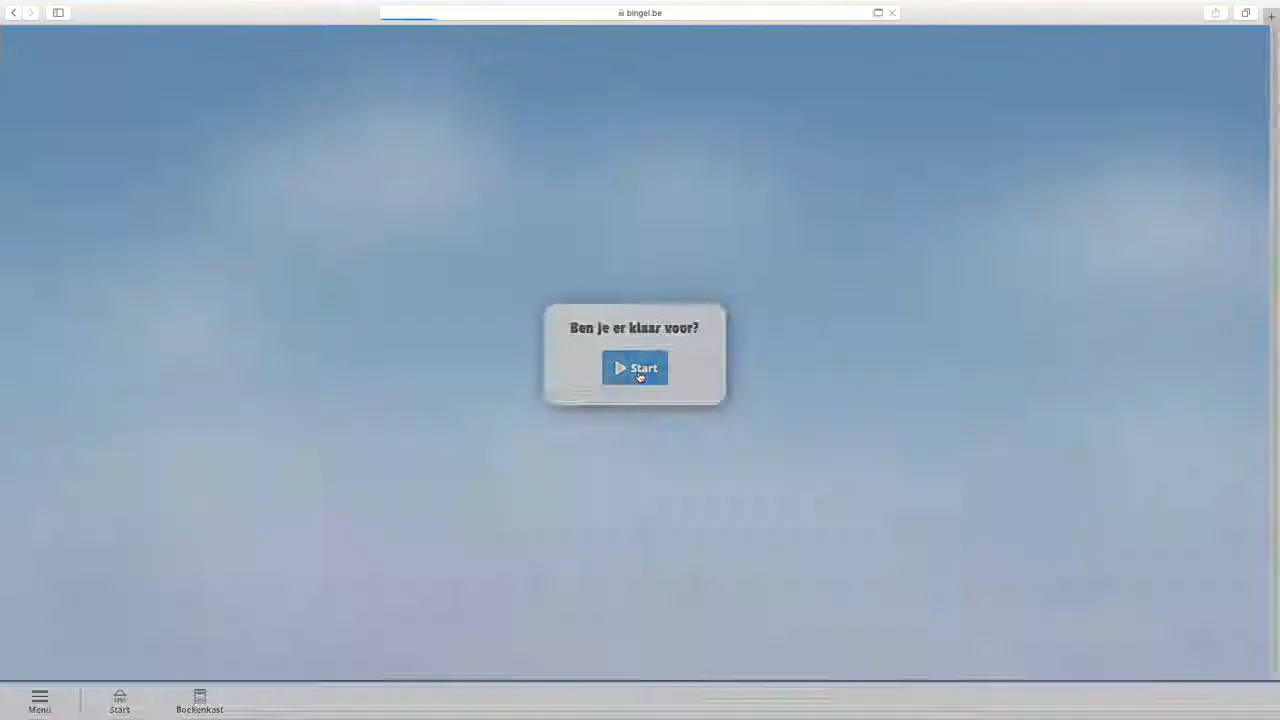 bingel.be
Ben je er klaar voor?
Start
Menu
Start
Boekenkast